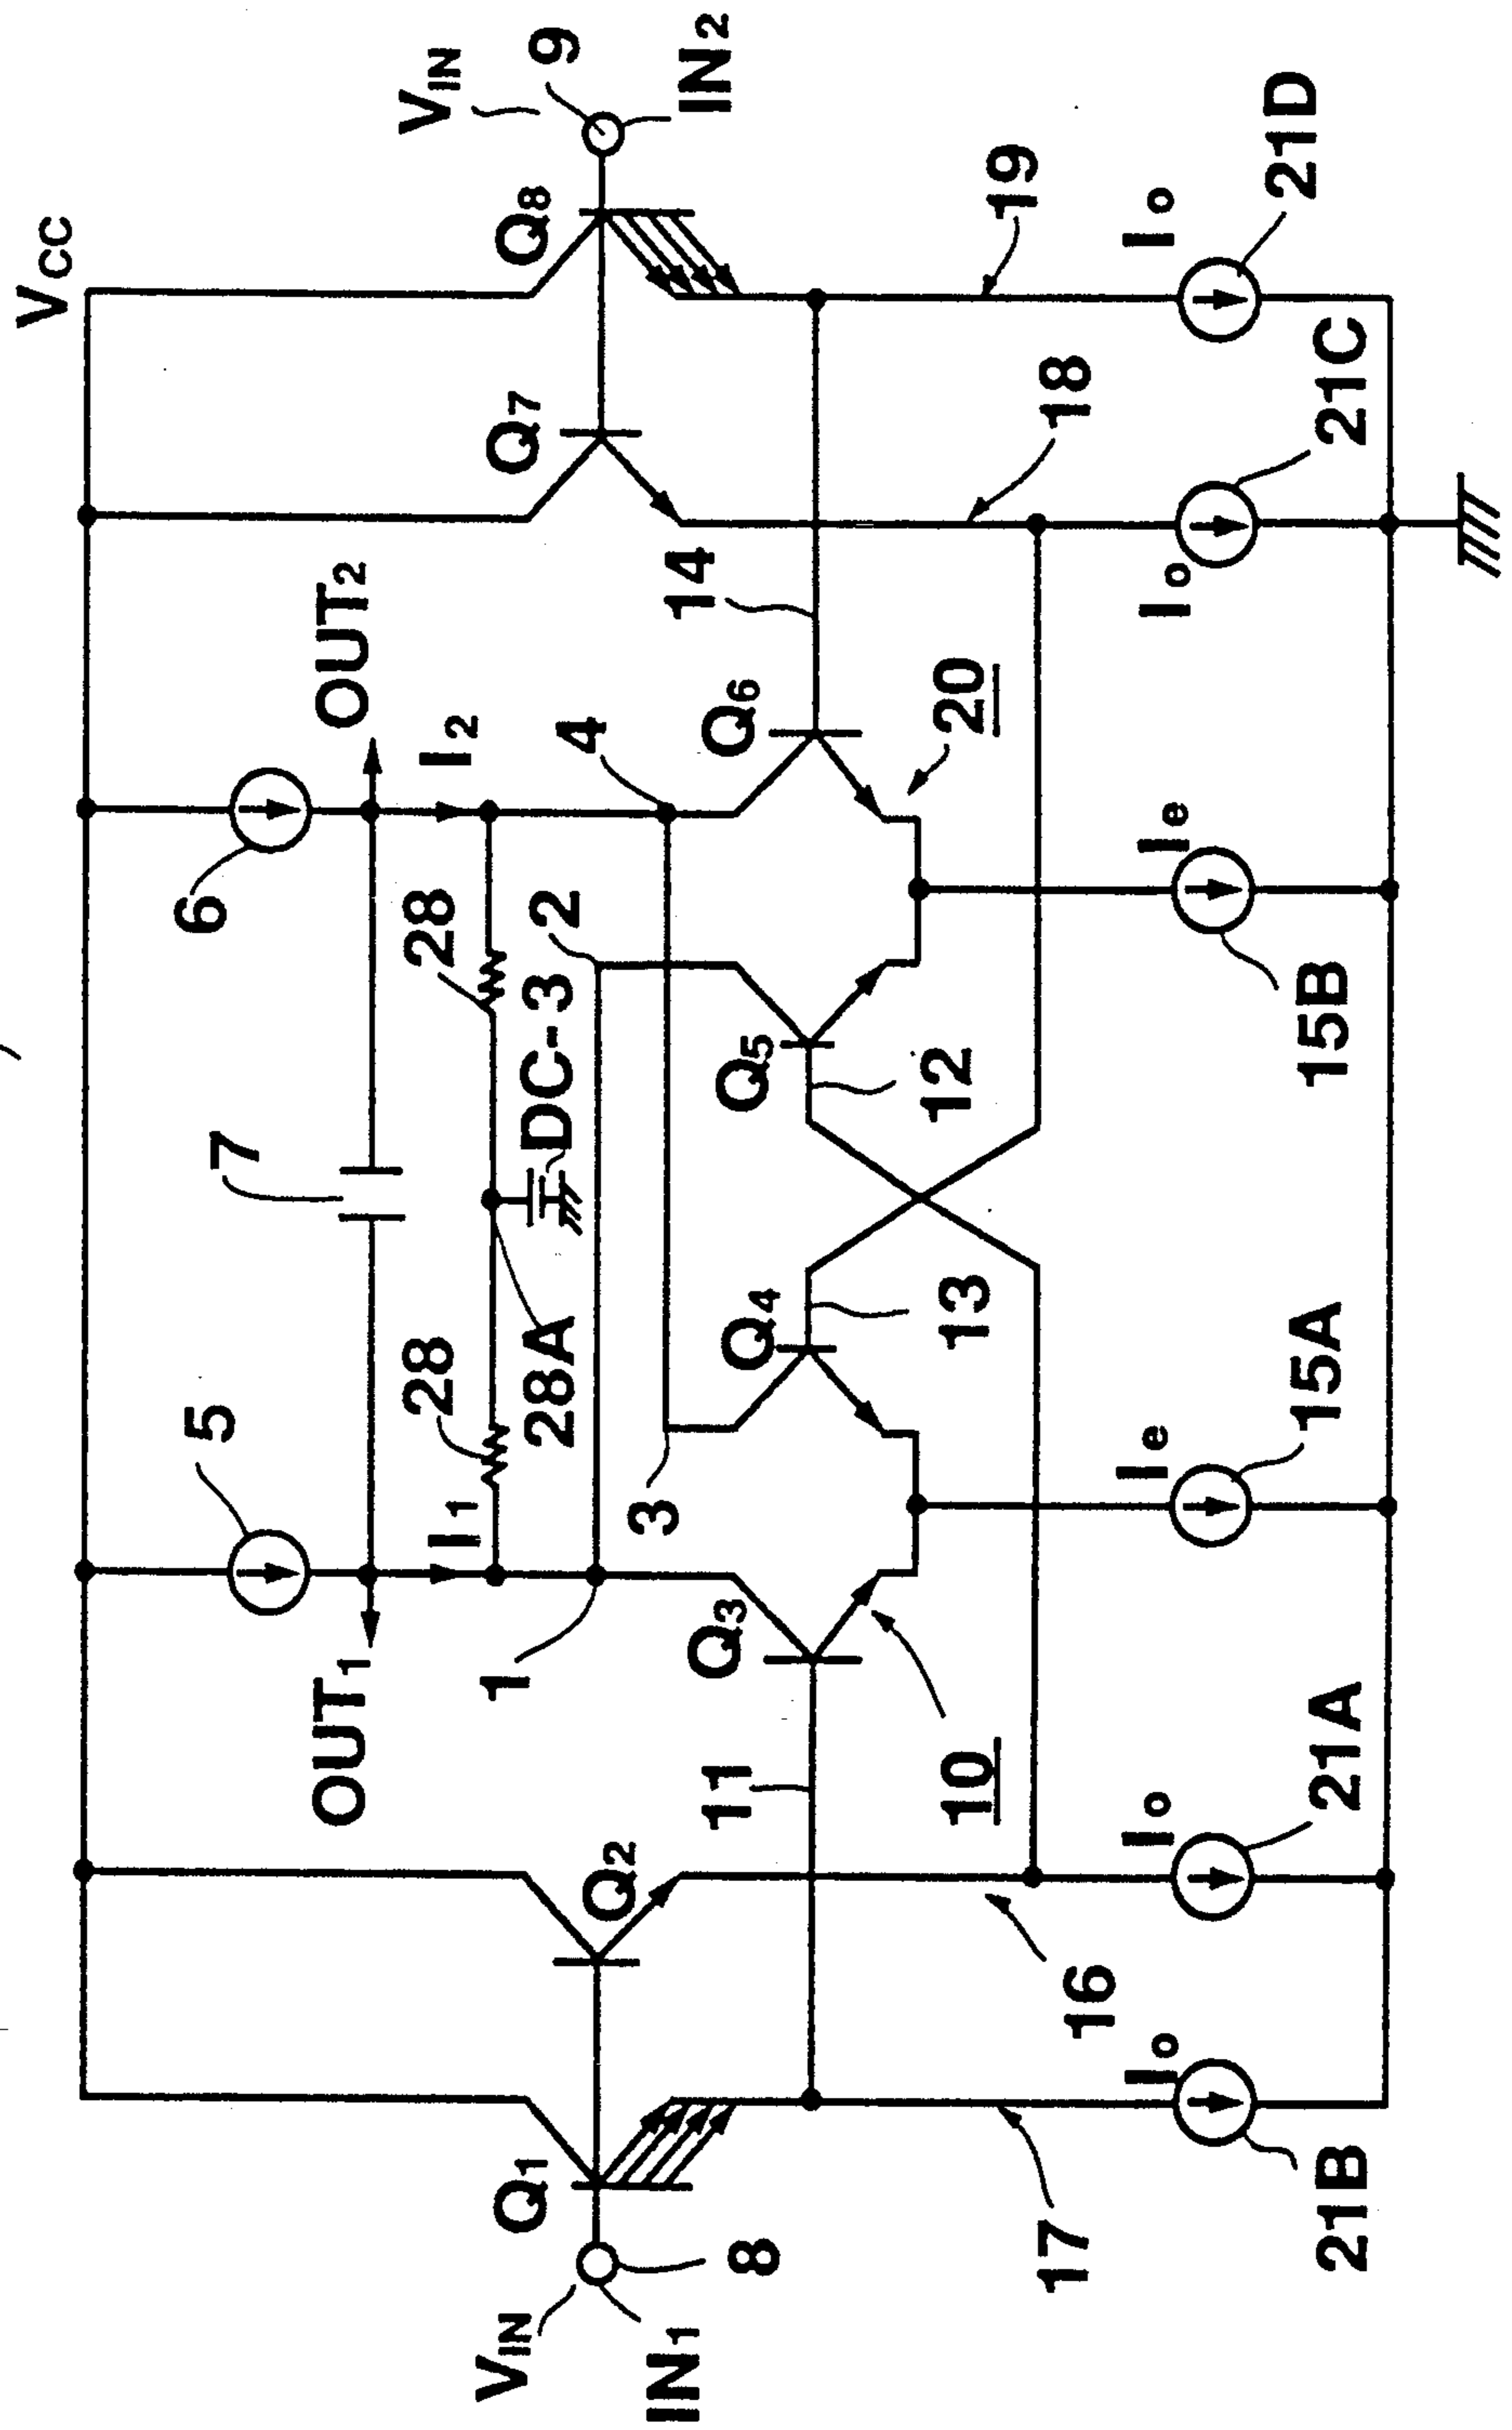 VCC
5
6
OUT1
7
OUT2
I1
28
28
I2
VIN
VIN
Q1
Q2
Q7
Q8
9
IN1
8
1
28A
DC-3
2
4
IN2
3
11
Q3
Q4
Q5
Q6
14
10
13
12
20
17
16
18
19
Io
Io
Ie
Ie
Io
Io
21B
21A
15A
15B
21C
21D